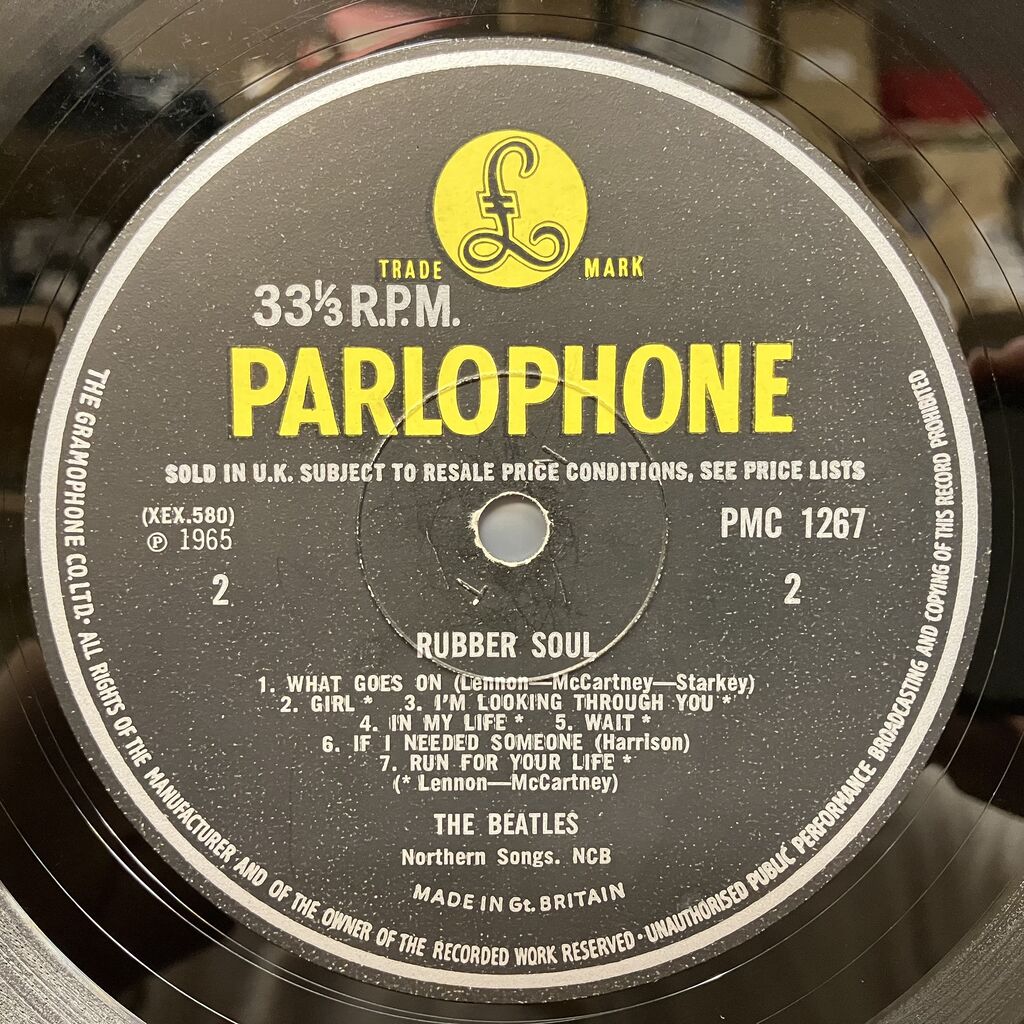 £
TRADE MARK
33⅓ R.P.M.
PARLOPHONE
SOLD IN U.K. SUBJECT TO RESALE PRICE CONDITIONS, SEE PRICE LISTS
(XEX.580)
℗ 1965
PMC 1267
2 2
RUBBER SOUL
1. WHAT GOES ON (Lennon—McCartney—Starkey)
2. GIRL * 3. I'M LOOKING THROUGH YOU *
4. IN MY LIFE * 5. WAIT *
6. IF I NEEDED SOMEONE (Harrison)
7. RUN FOR YOUR LIFE *
(* Lennon—McCartney)
THE BEATLES
Northern Songs. NCB
MADE IN Gt. BRITAIN
THE GRAMOPHONE CO. LTD. · ALL RIGHTS OF THE MANUFACTURER AND OF THE OWNER OF THE RECORDED WORK RESERVED · UNAUTHORISED PUBLIC PERFORMANCE BROADCASTING AND COPYING OF THIS RECORD PROHIBITED